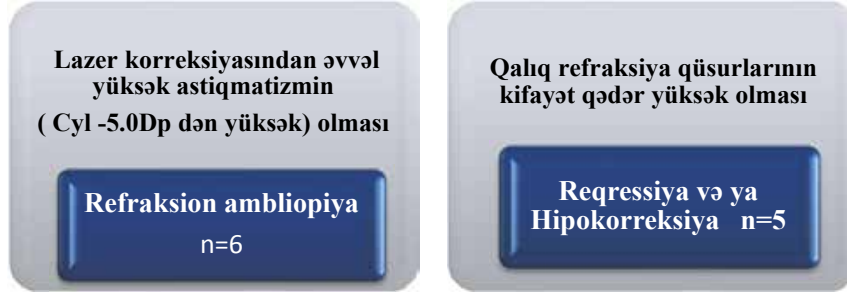 Lazer korreksiyasından əvvəl
yüksək astiqmatizmin
( Cyl -5.0Dp dən yüksək) olması
Refraksion ambliopiya
n=6
Qalıq refraksiya qüsurlarının
kifayət qədər yüksək olması
Reqressiya və ya
Hipokorreksiya n=5